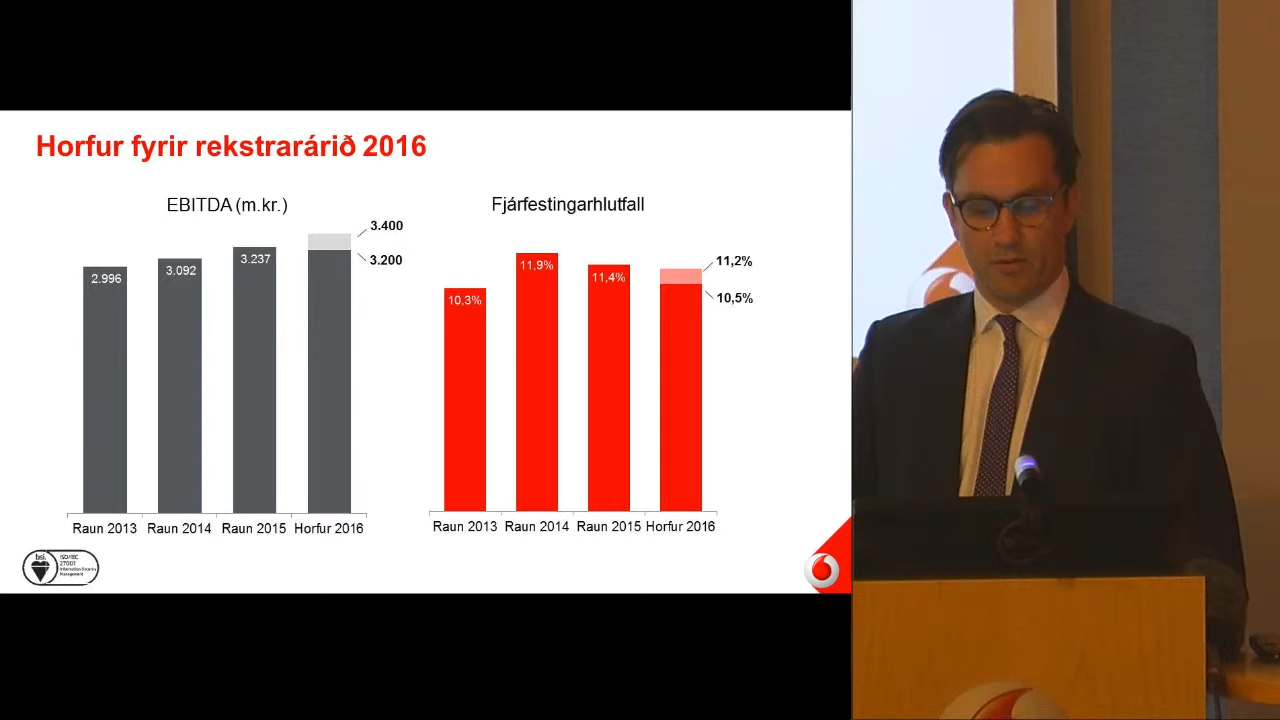 Horfur fyrir rekstrarárið 2016
EBITDA (m.kr.)
2.996
3.092
3.237
3.400
3.200
Raun 2013
Raun 2014
Raun 2015
Horfur 2016
Fjárfestingarhlutfall
10,3%
11,9%
11,4%
11,2%
10,5%
Raun 2013
Raun 2014
Raun 2015
Horfur 2016
bsi.
ISO/IEC
27001
Information Security
Management